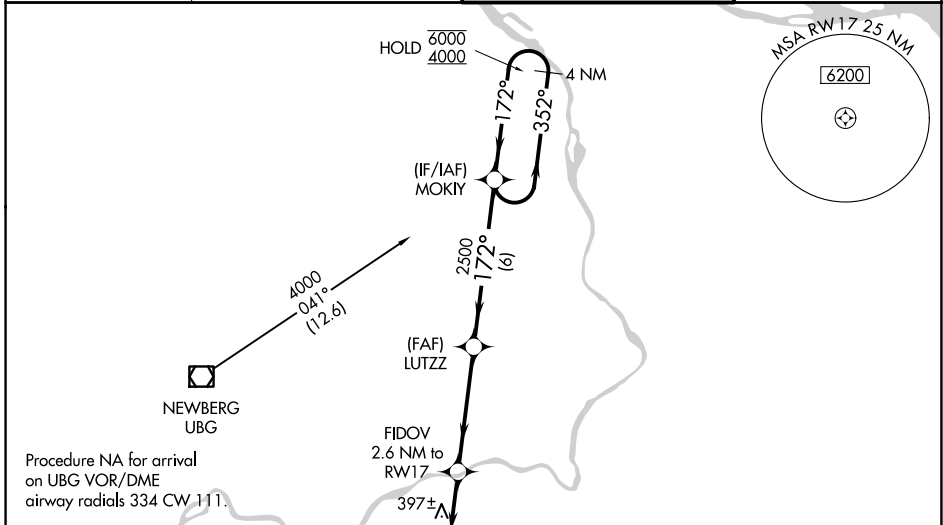 HOLD 6000
4000
4 NM
172°
352°
MSA RW17 25 NM
6200
(IF/IAF)
MOKIY
2500
172°
(6)
4000
041°
(12.6)
(FAF)
LUTZZ
NEWBERG
UBG
FIDOV
2.6 NM to
RW17
Procedure NA for arrival
on UBG VOR/DME
airway radials 334 CW 111.
397±